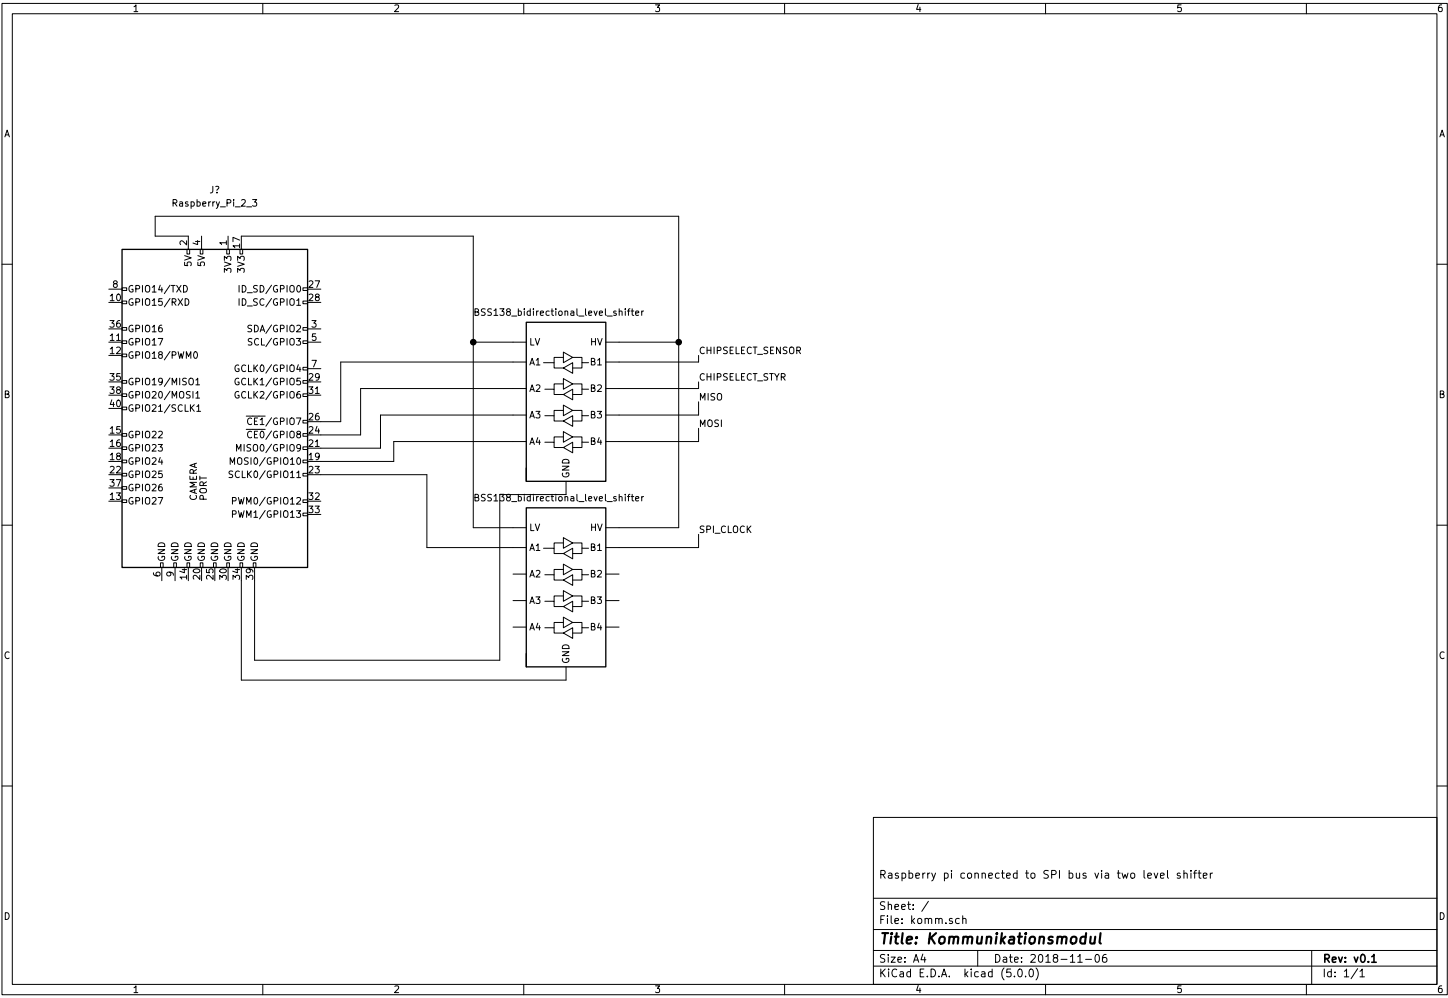 1 2 3 4 5 6
A A
B B
C C
D D
J?
Raspberry_Pi_2_3
2 4 1 17
5V 5V 3V3 3V3
8 GPIO14/TXD ID_SD/GPIO0 27
10 GPIO15/RXD ID_SC/GPIO1 28
36 GPIO16 SDA/GPIO2 3
11 GPIO17 SCL/GPIO3 5
12 GPIO18/PWM0
GCLK0/GPIO4 7
35 GPIO19/MISO1 GCLK1/GPIO5 29
38 GPIO20/MOSI1 GCLK2/GPIO6 31
40 GPIO21/SCLK1
CE1/GPIO7 26
15 GPIO22 CE0/GPIO8 24
16 GPIO23 MISO0/GPIO9 21
18 GPIO24 MOSI0/GPIO10 19
22 GPIO25 SCLK0/GPIO11 23
37 GPIO26
13 GPIO27 PWM0/GPIO12 32
PWM1/GPIO13 33
CAMERA
PORT
GND GND GND GND GND GND GND GND
6 9 14 20 25 30 34 39
BSS138_bidirectional_level_shifter
LV HV
A1 B1
A2 B2
A3 B3
A4 B4
GND
CHIPSELECT_SENSOR
CHIPSELECT_STYR
MISO
MOSI
BSS138_bidirectional_level_shifter
LV HV
A1 B1
A2 B2
A3 B3
A4 B4
GND
SPI_CLOCK
Raspberry pi connected to SPI bus via two level shifter
Sheet: /
File: komm.sch
Title: Kommunikationsmodul
Size: A4 Date: 2018-11-06 Rev: v0.1
KiCad E.D.A. kicad (5.0.0) Id: 1/1
1 2 3 4 5 6